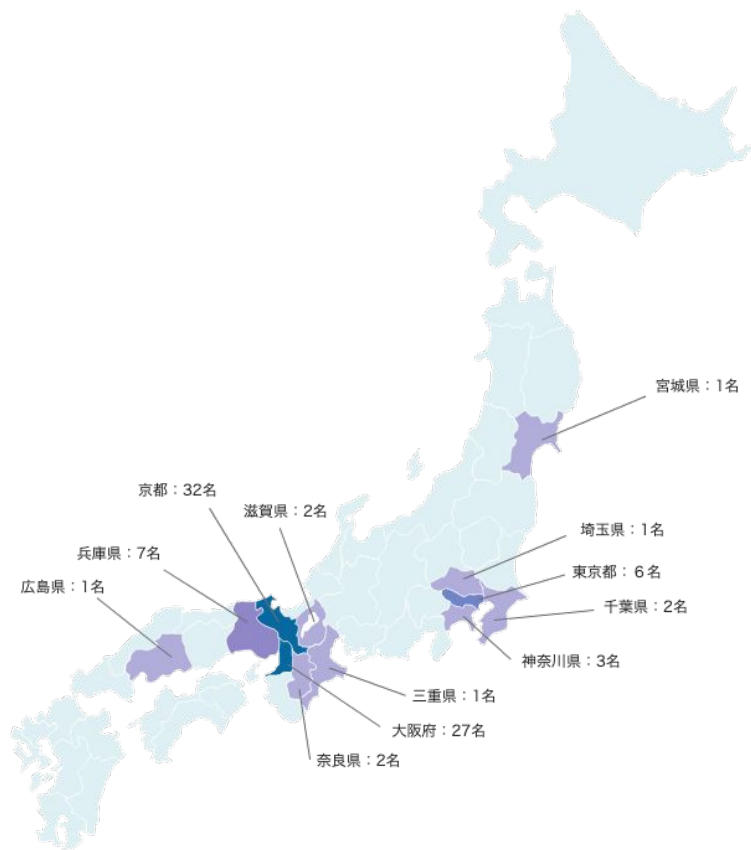 宮城県：1名
京都：32名
滋賀県：2名
埼玉県：1名
兵庫県：7名
東京都：６名
広島県：1名
千葉県：2名
神奈川県：3名
三重県：1名
大阪府：27名
奈良県：2名